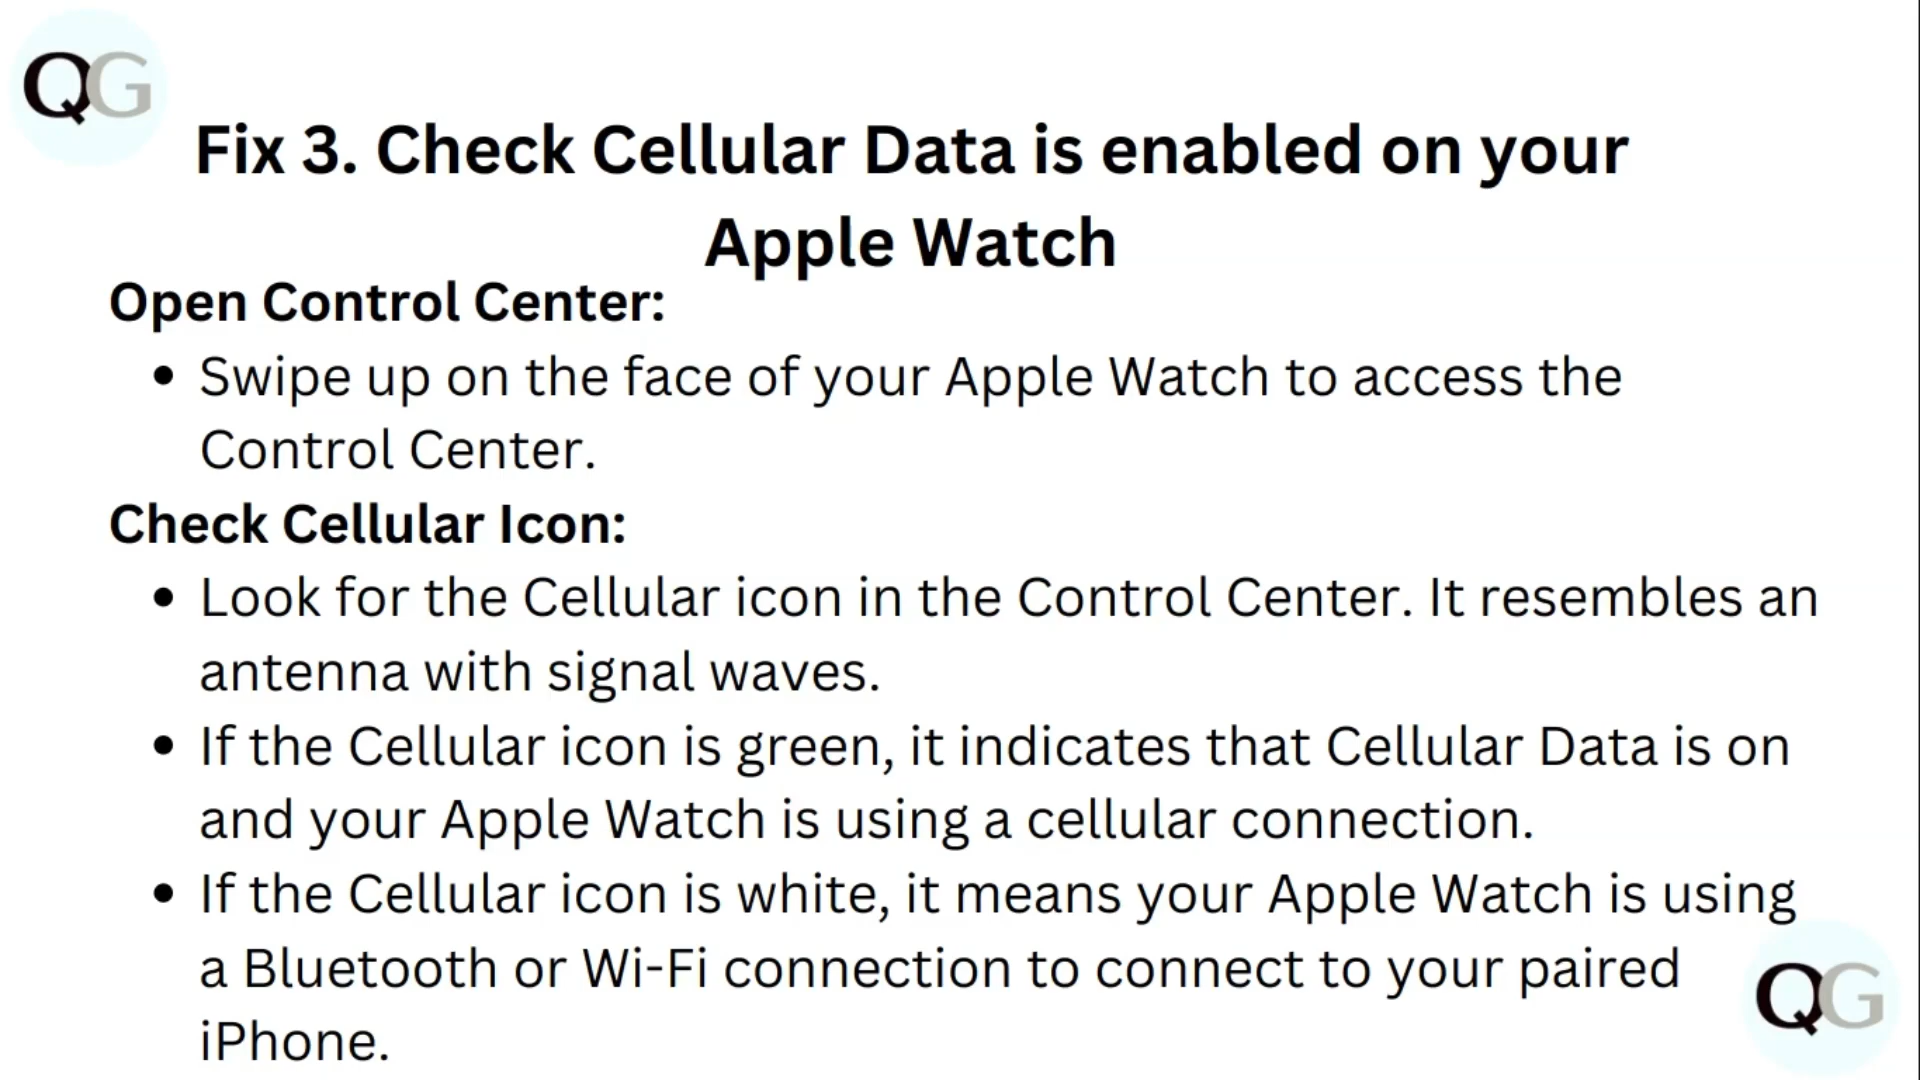 QG
Fix 3. Check Cellular Data is enabled on your
Apple Watch
Open Control Center:
• Swipe up on the face of your Apple Watch to access the
Control Center.
Check Cellular Icon:
• Look for the Cellular icon in the Control Center. It resembles an
antenna with signal waves.
• If the Cellular icon is green, it indicates that Cellular Data is on
and your Apple Watch is using a cellular connection.
• If the Cellular icon is white, it means your Apple Watch is using
a Bluetooth or Wi-Fi connection to connect to your paired
iPhone.
QG